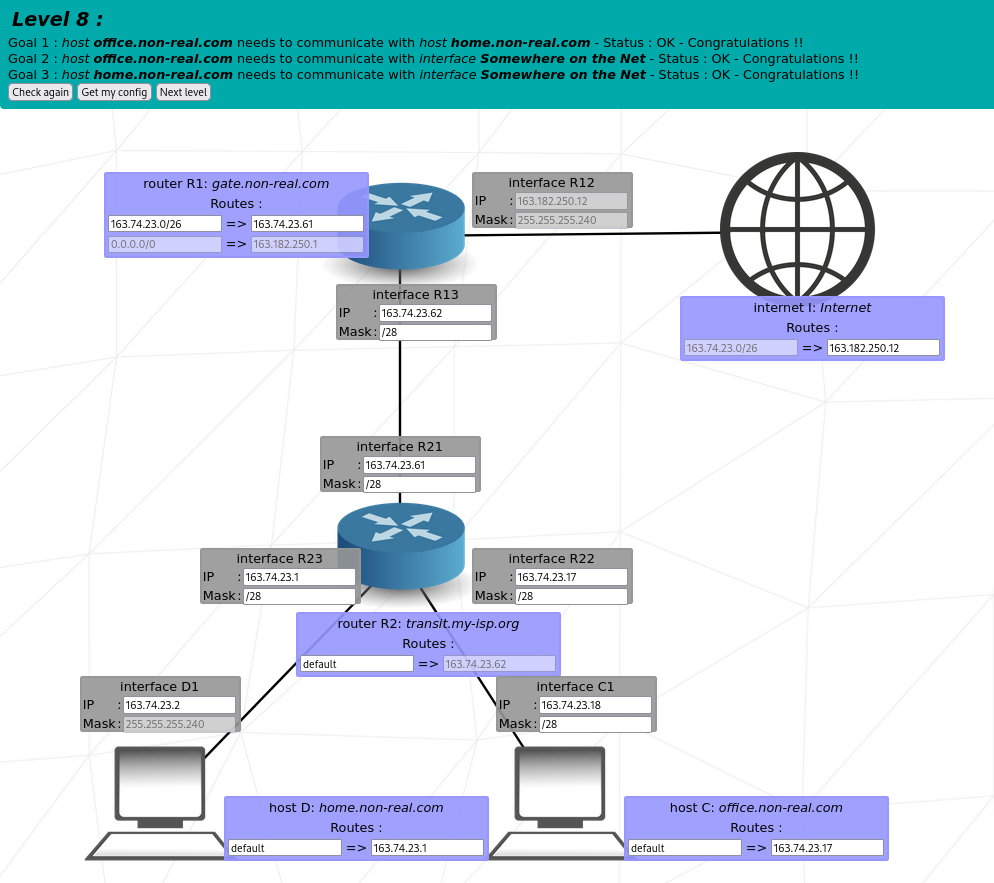 Level 8 :
Goal 1 : host office.non-real.com needs to communicate with host home.non-real.com - Status : OK - Congratulations !!
Goal 2 : host office.non-real.com needs to communicate with interface Somewhere on the Net - Status : OK - Congratulations !!
Goal 3 : host home.non-real.com needs to communicate with interface Somewhere on the Net - Status : OK - Congratulations !!
Check again Get my config Next level
router R1: gate.non-real.com
Routes :
163.74.23.0/26 => 163.74.23.61
0.0.0.0/0 => 163.182.250.1
interface R12
IP : 163.182.250.12
Mask : 255.255.255.240
interface R13
IP : 163.74.23.62
Mask : /28
internet I: Internet
Routes :
163.74.23.0/26 => 163.182.250.12
interface R21
IP : 163.74.23.61
Mask : /28
interface R23
IP : 163.74.23.1
Mask : /28
interface R22
IP : 163.74.23.17
Mask : /28
router R2: transit.my-isp.org
Routes :
default => 163.74.23.62
interface D1
IP : 163.74.23.2
Mask : 255.255.255.240
interface C1
IP : 163.74.23.18
Mask : /28
host D: home.non-real.com
Routes :
default => 163.74.23.1
host C: office.non-real.com
Routes :
default => 163.74.23.17